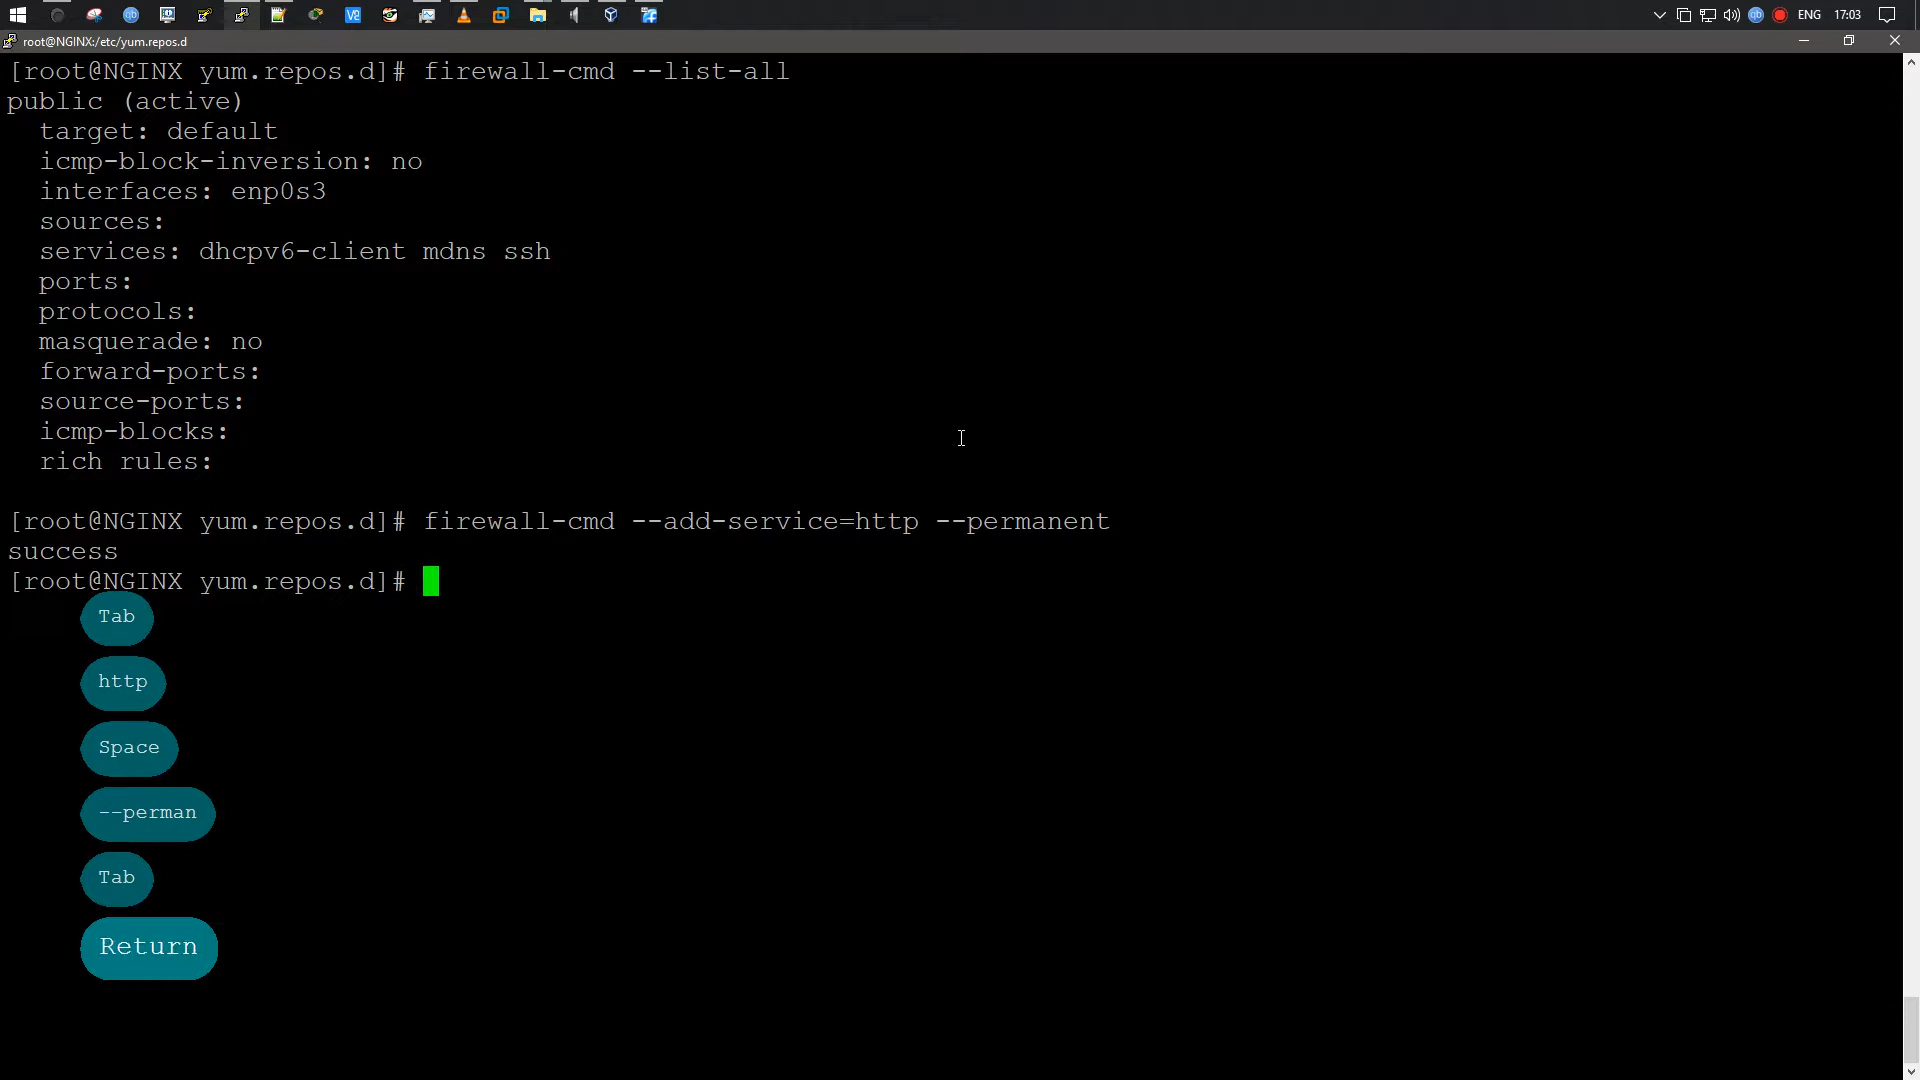 ENG 17:03
root@NGINX:/etc/yum.repos.d
[root@NGINX yum.repos.d]# firewall-cmd --list-all
public (active)
  target: default
  icmp-block-inversion: no
  interfaces: enp0s3
  sources:
  services: dhcpv6-client mdns ssh
  ports:
  protocols:
  masquerade: no
  forward-ports:
  source-ports:
  icmp-blocks:
  rich rules:
[root@NGINX yum.repos.d]# firewall-cmd --add-service=http --permanent
success
[root@NGINX yum.repos.d]#
Tab
http
Space
--perman
Tab
Return